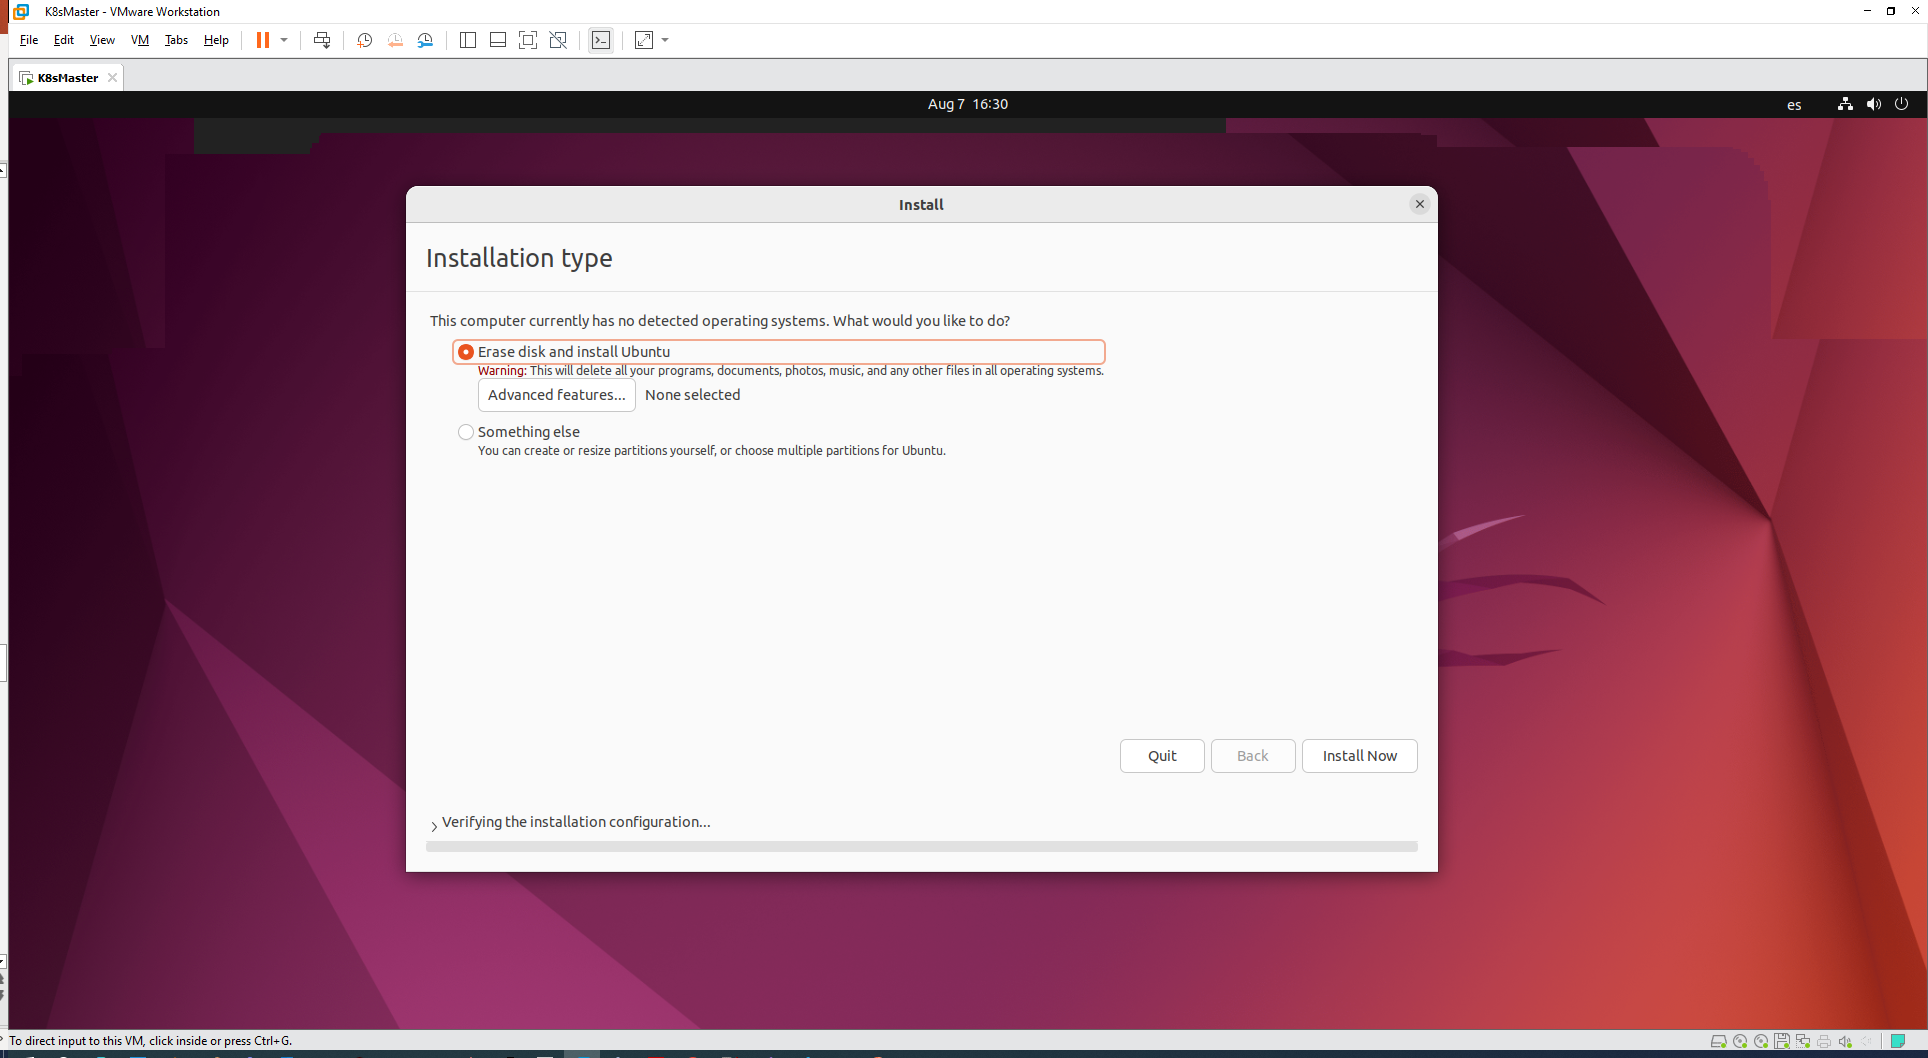 K8sMaster - VMware Workstation
File Edit View VM Tabs Help
K8sMaster
Aug 7 16:30
es
Install
Installation type
This computer currently has no detected operating systems. What would you like to do?
Erase disk and install Ubuntu
Warning: This will delete all your programs, documents, photos, music, and any other files in all operating systems.
Advanced features... None selected
Something else
You can create or resize partitions yourself, or choose multiple partitions for Ubuntu.
Quit Back Install Now
Verifying the installation configuration...
To direct input to this VM, click inside or press Ctrl+G.